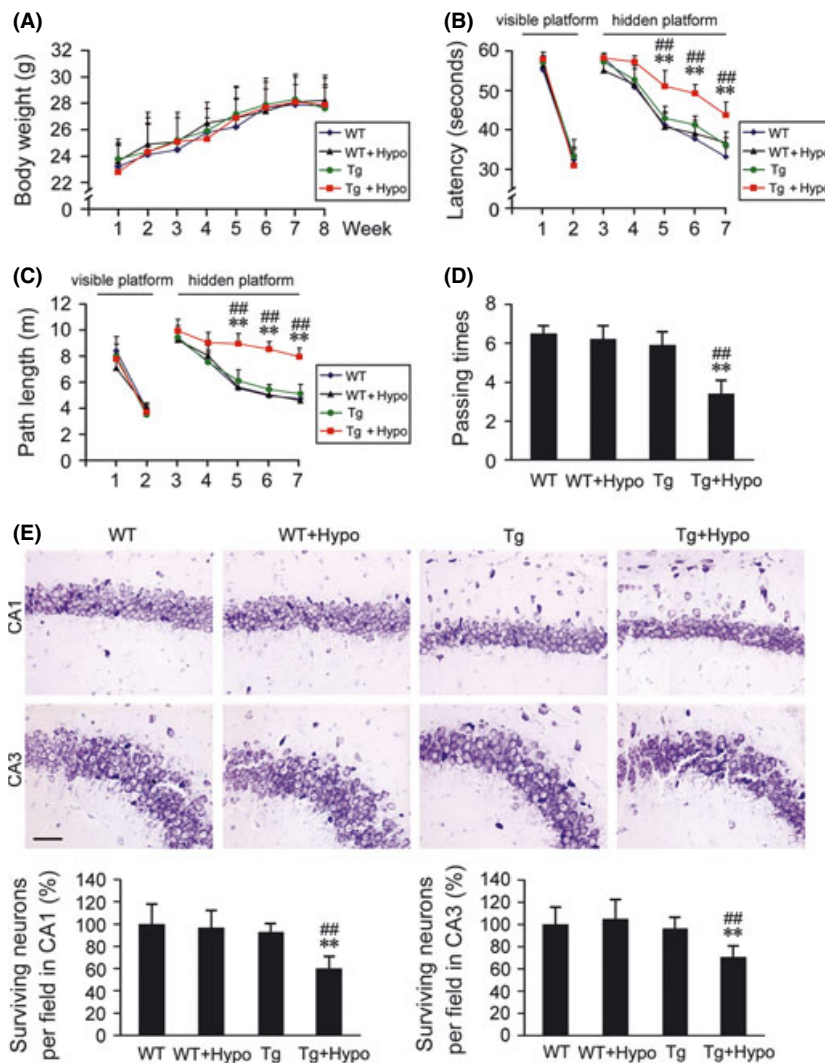 (A)
Body weight (g)
32
30
28
26
24
22
0
1 2 3 4 5 6 7 8 Week
WT
WT+Hypo
Tg
Tg + Hypo
(B)
visible platform
hidden platform
Latency (seconds)
60
50
40
30
0
## ## ##
** ** **
1 2 3 4 5 6 7
WT
WT+Hypo
Tg
Tg + Hypo
(C)
visible platform
hidden platform
Path length (m)
12
10
8
6
4
2
0
## ## ##
** ** **
1 2 3 4 5 6 7
WT
WT+Hypo
Tg
Tg + Hypo
(D)
Passing times
8
6
4
2
0
##
**
WT WT+Hypo Tg Tg+Hypo
(E)
WT WT+Hypo Tg Tg+Hypo
CA1
CA3
Surviving neurons
per field in CA1 (%)
140
120
100
80
60
40
20
0
##
**
WT WT+Hypo Tg Tg+Hypo
Surviving neurons
per field in CA3 (%)
140
120
100
80
60
40
20
0
##
**
WT WT+Hypo Tg Tg+Hypo